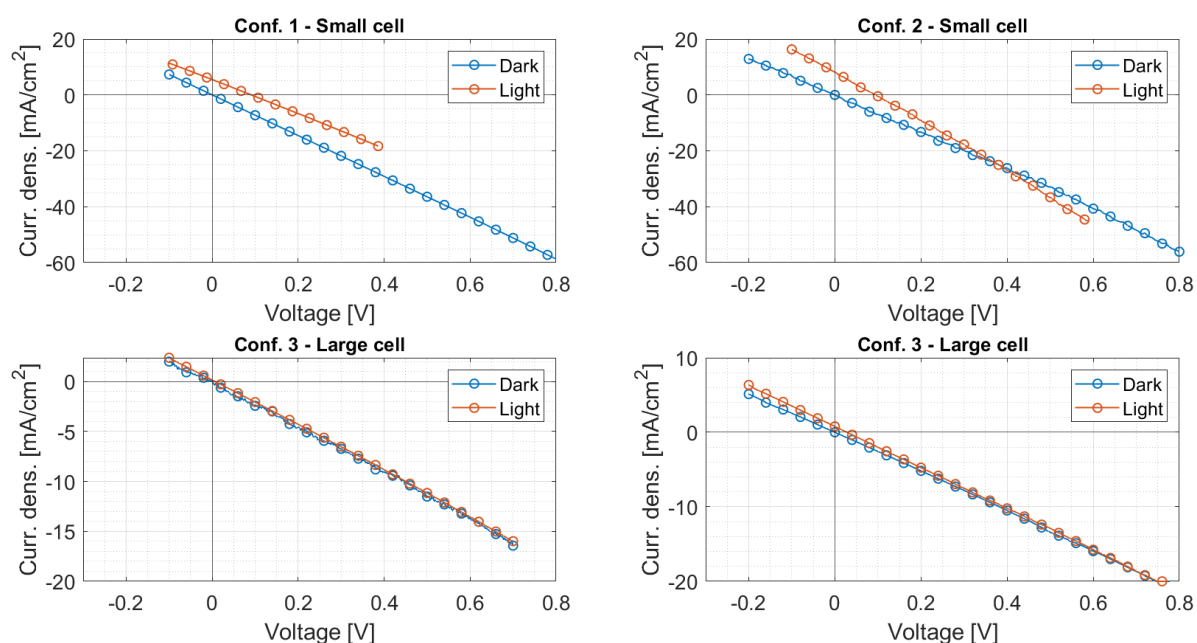 Conf. 1 - Small cell
Curr. dens. [mA/cm2]
20
0
-20
-40
-60
Dark
Light
-0.2 0 0.2 0.4 0.6 0.8
Voltage [V]
Conf. 2 - Small cell
Curr. dens. [mA/cm2]
20
0
-20
-40
-60
Dark
Light
-0.2 0 0.2 0.4 0.6 0.8
Voltage [V]
Conf. 3 - Large cell
Curr. dens. [mA/cm2]
0
-5
-10
-15
-20
Dark
Light
-0.2 0 0.2 0.4 0.6 0.8
Voltage [V]
Conf. 3 - Large cell
Curr. dens. [mA/cm2]
10
0
-10
-20
Dark
Light
-0.2 0 0.2 0.4 0.6 0.8
Voltage [V]